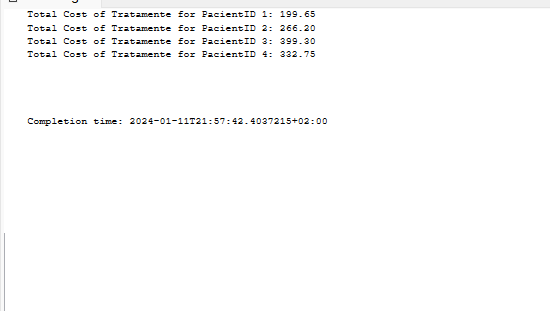 Total Cost of Tratamente for PacientID 1: 199.65
Total Cost of Tratamente for PacientID 2: 266.20
Total Cost of Tratamente for PacientID 3: 399.30
Total Cost of Tratamente for PacientID 4: 332.75
Completion time: 2024-01-11T21:57:42.4037215+02:00